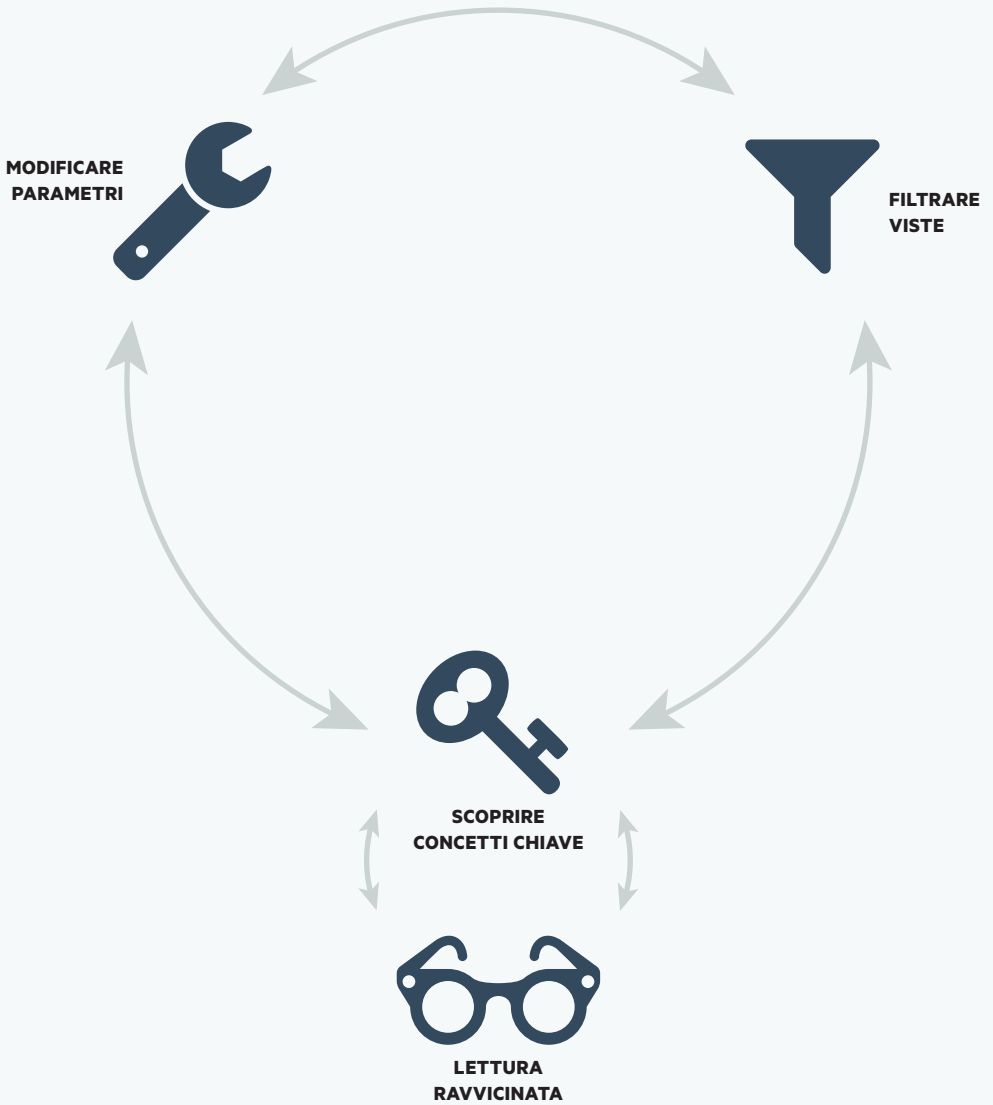 MODIFICARE
PARAMETRI
FILTRARE
VISTE
SCOPRIRE
CONCETTI CHIAVE
LETTURA
RAVVICINATA